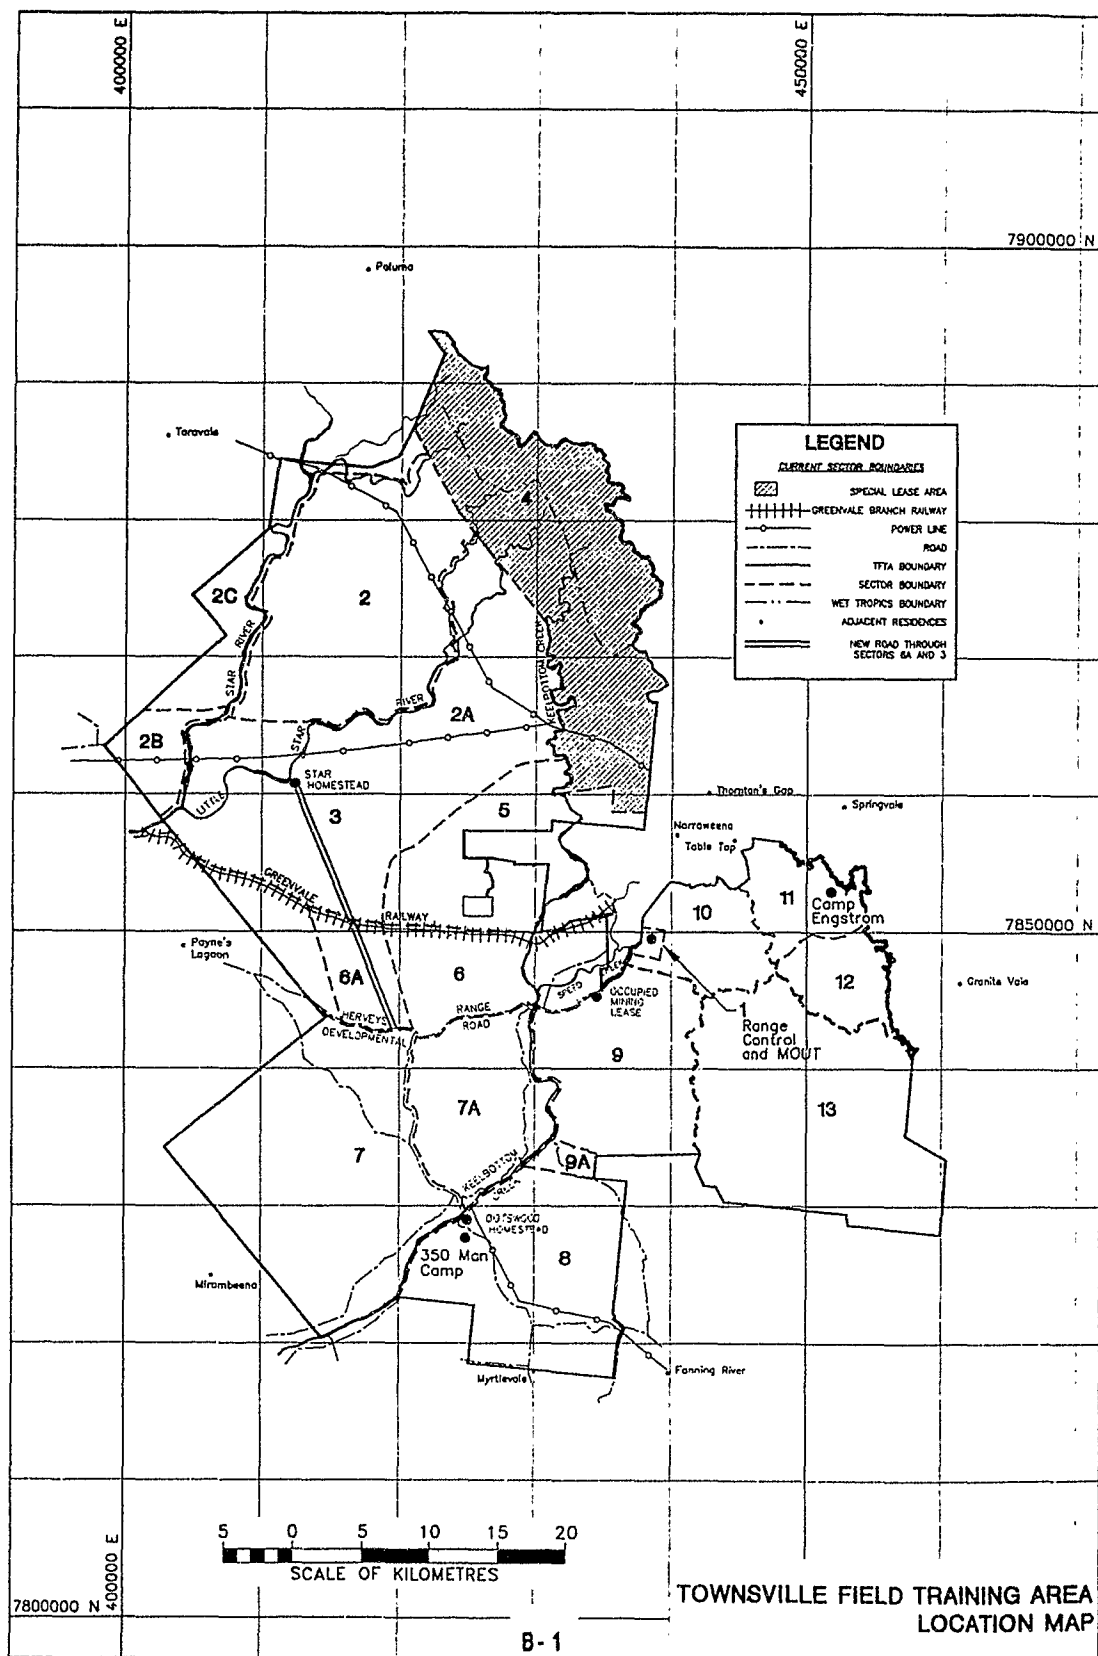 400000 E
450000 E
7900000 N
Paluma
Taravale
LEGEND
CURRENT SECTOR BOUNDARIES
SPECIAL LEASE AREA
GREENVALE BRANCH RAILWAY
POWER LINE
ROAD
TFTA BOUNDARY
SECTOR BOUNDARY
WET TROPICS BOUNDARY
ADJACENT RESIDENCES
NEW ROAD THROUGH
SECTORS 6A AND 3
4
2C
2
STAR RIVER
KEELBOTTOM CREEK
STAR RIVER
2A
2B
STAR
HOMESTEAD
LITTLE
3
5
Thornton's Gap
Springvale
Narraweena
Table Top
GREENVALE RAILWAY
11
Camp
Engstrom
10
7850000 N
Payne's
Lagoon
6A
6
SPEED CREEK
OCCUPIED
MINING
LEASE
12
Granite Vale
HERVEYS RANGE
DEVELOPMENTAL ROAD
Range
Control
and MOUT
9
13
7A
7
9A
KEELBOTTOM
CREEK
DOTSWOOD
HOMESTEAD
350 Man
Camp
8
Mirambeena
Myrtlevale
Fanning River
5 0 5 10 15 20
SCALE OF KILOMETRES
7800000 N
400000 E
TOWNSVILLE FIELD TRAINING AREA
LOCATION MAP
B-1